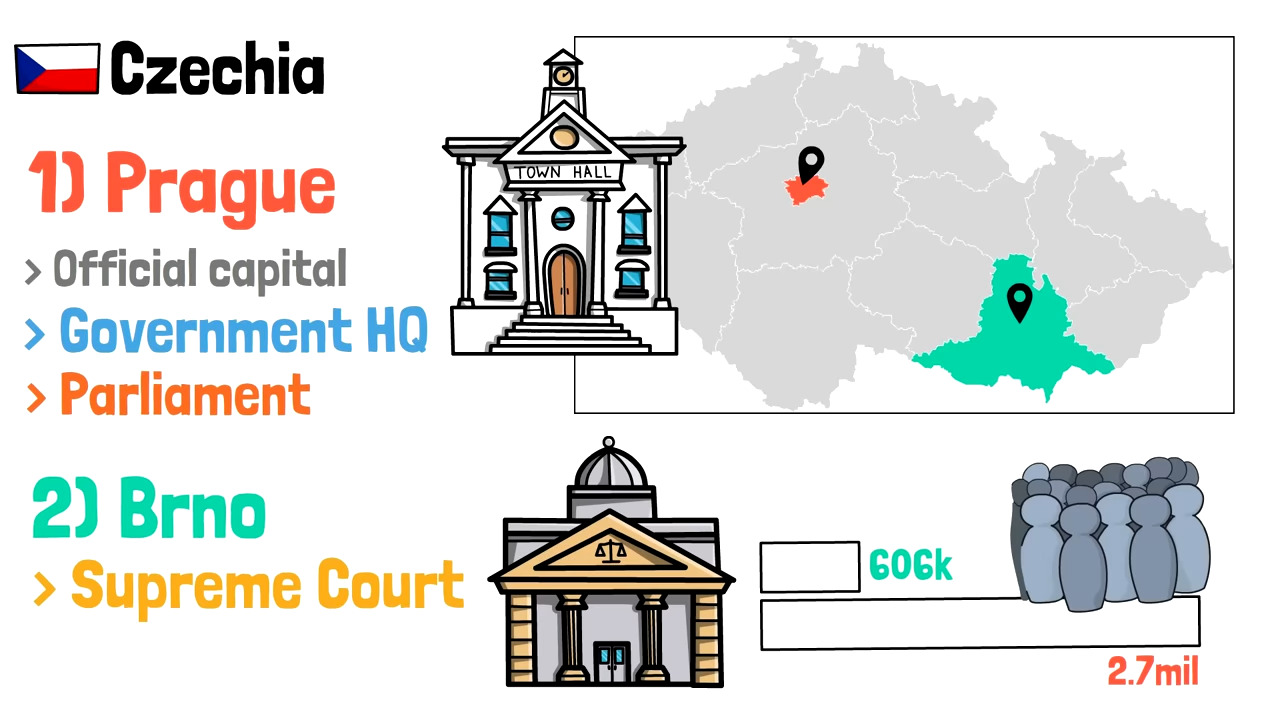 Czechia
1) Prague
> Official capital
> Government HQ
> Parliament
TOWN HALL
2) Brno
> Supreme Court
606k
2.7mil